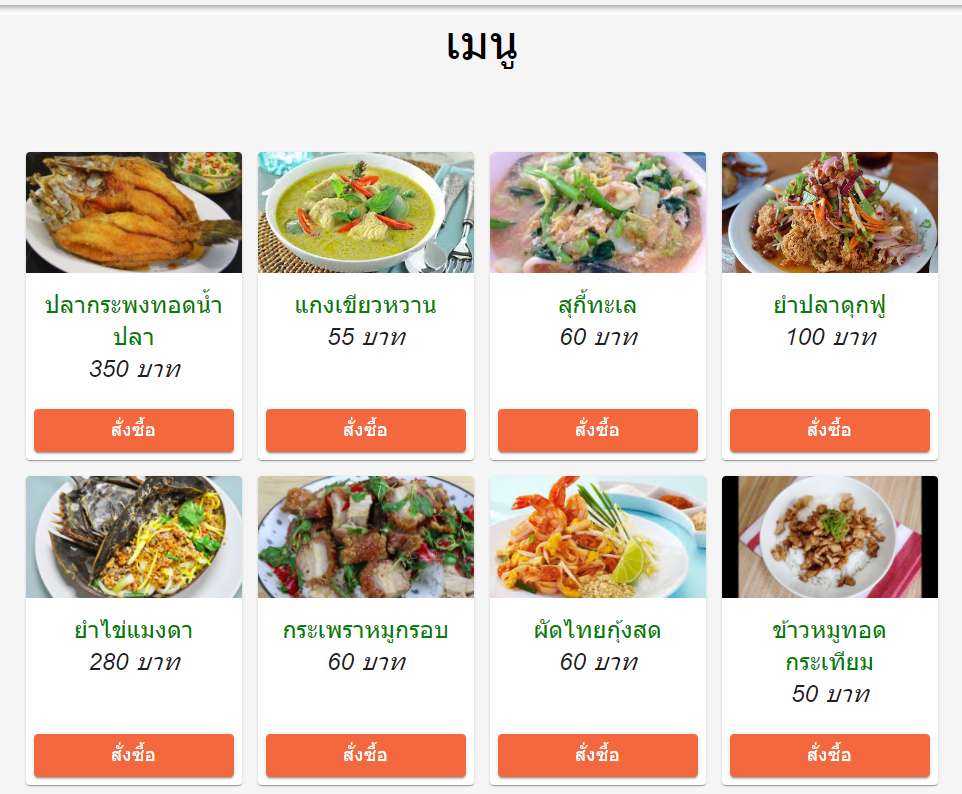 เมนู
ปลากระพงทอดน้ำ
ปลา
350 บาท
สั่งซื้อ
แกงเขียวหวาน
55 บาท
สั่งซื้อ
สุกี้ทะเล
60 บาท
สั่งซื้อ
ยำปลาดุกฟู
100 บาท
สั่งซื้อ
ยำไข่แมงดา
280 บาท
สั่งซื้อ
กระเพราหมูกรอบ
60 บาท
สั่งซื้อ
ผัดไทยกุ้งสด
60 บาท
สั่งซื้อ
ข้าวหมูทอด
กระเทียม
50 บาท
สั่งซื้อ